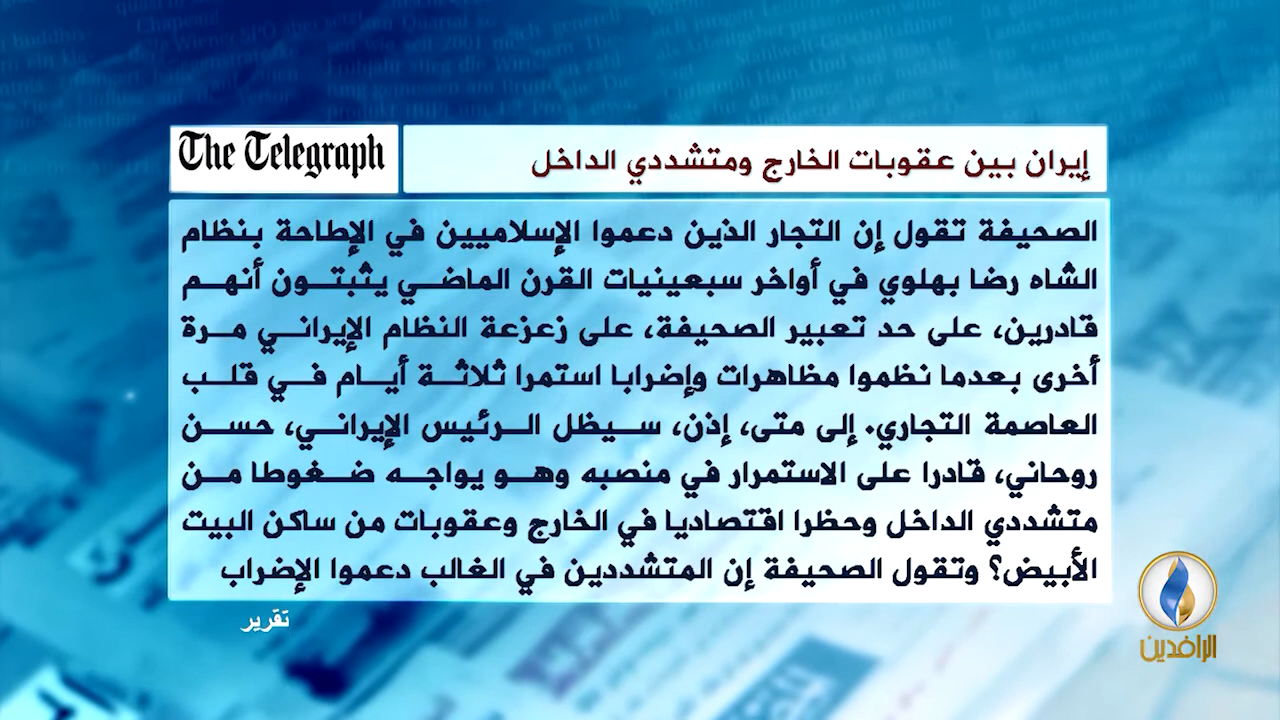 The Telegraph
إيران بين عقوبات الخارج ومتشددي الداخل
الصحيفة تقول إن التجار الذين دعموا الإسلاميين في الإطاحة بنظام
الشاه رضا بهلوي في أواخر سبعينيات القرن الماضي يثبتون أنهم
قادرين، على حد تعبير الصحيفة، على زعزعة النظام الإيراني مرة
أخرى بعدما نظموا مظاهرات وإضرابا استمرا ثلاثة أيام في قلب
العاصمة التجاري. إلى متى، إذن، سيظل الرئيس الإيراني، حسن
روحاني، قادرا على الاستمرار في منصبه وهو يواجه ضغوطا من
متشددي الداخل وحظرا اقتصاديا في الخارج وعقوبات من ساكن البيت
الأبيض؟ وتقول الصحيفة إن المتشددين في الغالب دعموا الإضراب
تقرير
الرافدين